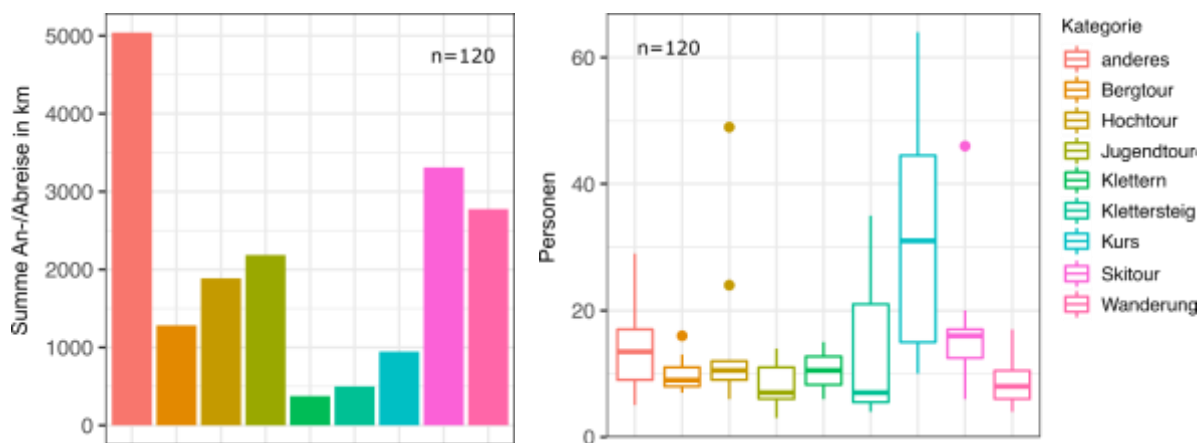 Summe An-/Abreise in km
5000
4000
3000
2000
1000
0
n=120
Personen
60
40
20
0
n=120
Kategorie
anderes
Bergtour
Hochtour
Jugendtoure
Klettern
Klettersteig
Kurs
Skitour
Wanderung